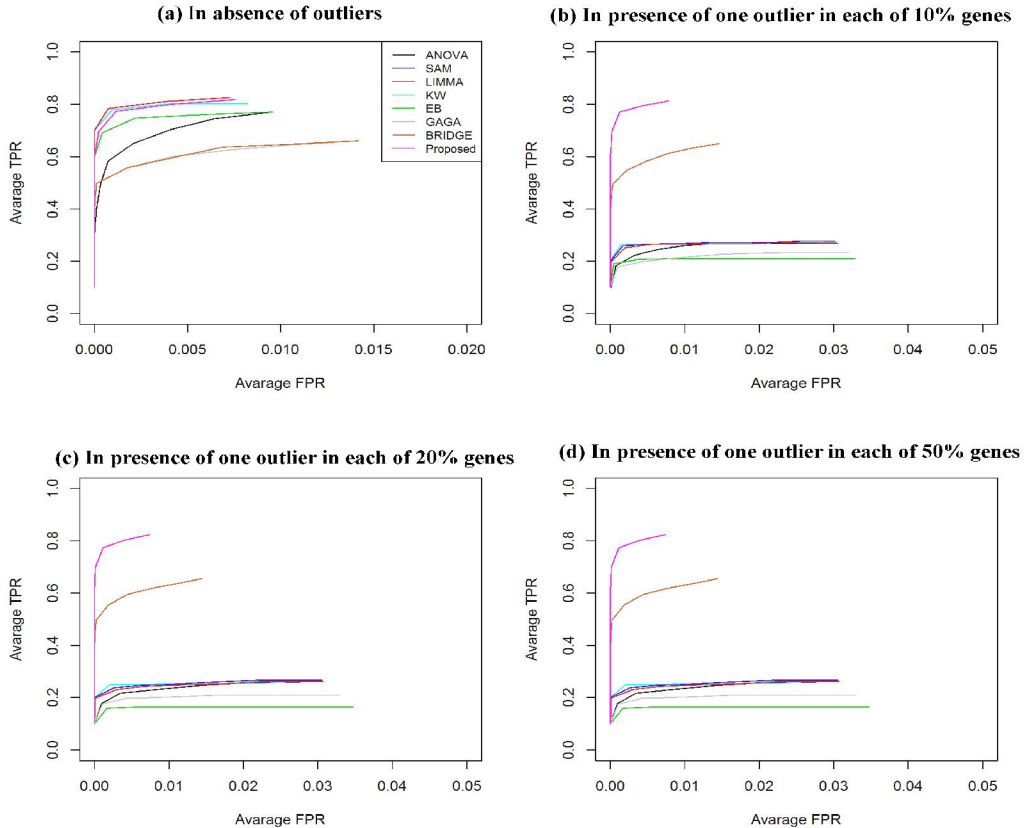 (a) In absence of outliers
1.0
0.8
0.6
0.4
0.2
0.0
Avarage TPR
ANOVA
SAM
LIMMA
KW
EB
GAGA
BRIDGE
Proposed
0.000 0.005 0.010 0.015 0.020
Avarage FPR
(b) In presence of one outlier in each of 10% genes
1.0
0.8
0.6
0.4
0.2
0.0
Avarage TPR
0.00 0.01 0.02 0.03 0.04 0.05
Avarage FPR
(c) In presence of one outlier in each of 20% genes
1.0
0.8
0.6
0.4
0.2
0.0
Avarage TPR
0.00 0.01 0.02 0.03 0.04 0.05
Avarage FPR
(d) In presence of one outlier in each of 50% genes
1.0
0.8
0.6
0.4
0.2
0.0
Avarage TPR
0.00 0.01 0.02 0.03 0.04 0.05
Avarage FPR